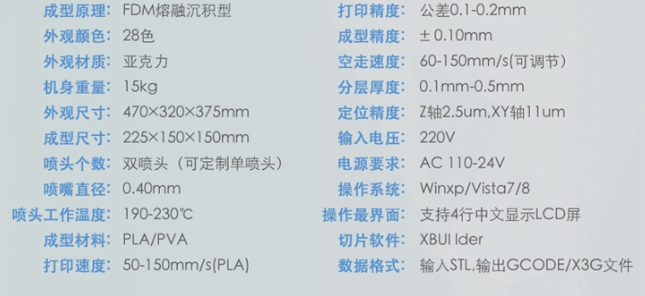 成型原理：FDM熔融沉积型
外观颜色：28色
外观材质：亚克力
机身重量：15kg
外观尺寸：470×320×375mm
成型尺寸：225×150×150mm
喷头个数：双喷头（可定制单喷头）
喷嘴直径：0.40mm
喷头工作温度：190-230℃
成型材料：PLA/PVA
打印速度：50-150mm/s(PLA)
打印精度：公差0.1-0.2mm
成型精度：± 0.10mm
空走速度：60-150mm/s(可调节）
分层厚度：0.1mm-0.5mm
定位精度：Z轴2.5um,XY轴11um
输入电压：220V
电源要求：AC 110-24V
操作系统：Winxp/Vista7/8
操作最界面：支持4行中文显示LCD屏
切片软件：XBUI lder
数据格式：输入STL,输出GCODE/X3G文件